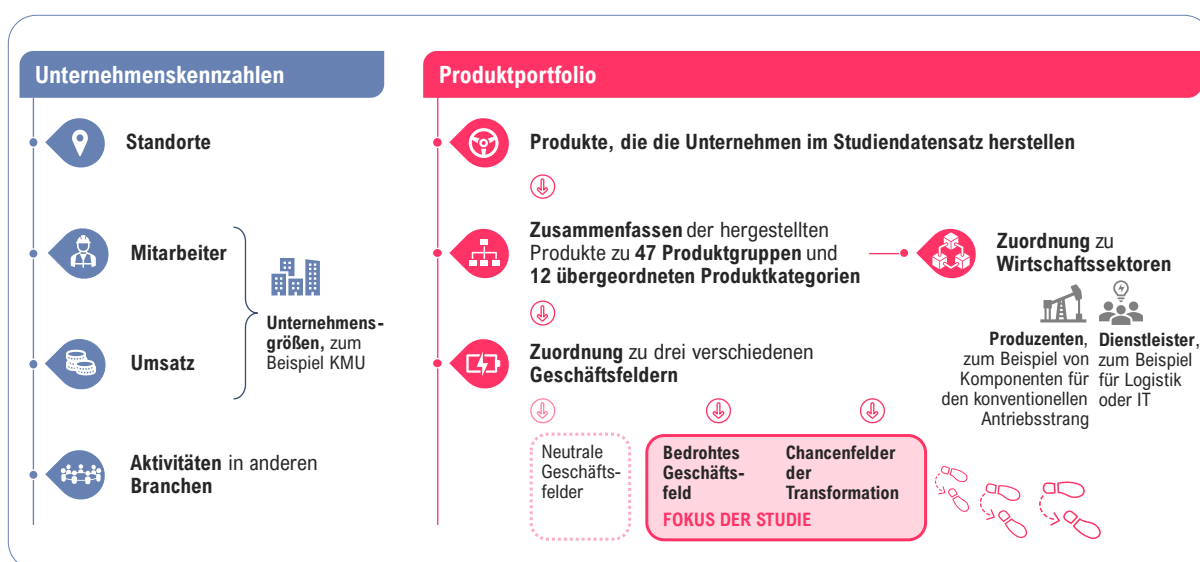 Unternehmenskennzahlen
Standorte
Mitarbeiter
Umsatz
Unternehmens-
größen, zum
Beispiel KMU
Aktivitäten in anderen
Branchen
Produktportfolio
Produkte, die die Unternehmen im Studiendatensatz herstellen
Zusammenfassen der hergestellten
Produkte zu 47 Produktgruppen und
12 übergeordneten Produktkategorien
Zuordnung zu
Wirtschaftssektoren
Produzenten,
zum Beispiel von
Komponenten für
den konventionellen
Antriebsstrang
Dienstleister,
zum Beispiel
für Logistik
oder IT
Zuordnung zu drei verschiedenen
Geschäftsfeldern
Neutrale
Geschäfts-
felder
Bedrohtes
Geschäfts-
feld
Chancenfelder
der
Transformation
FOKUS DER STUDIE